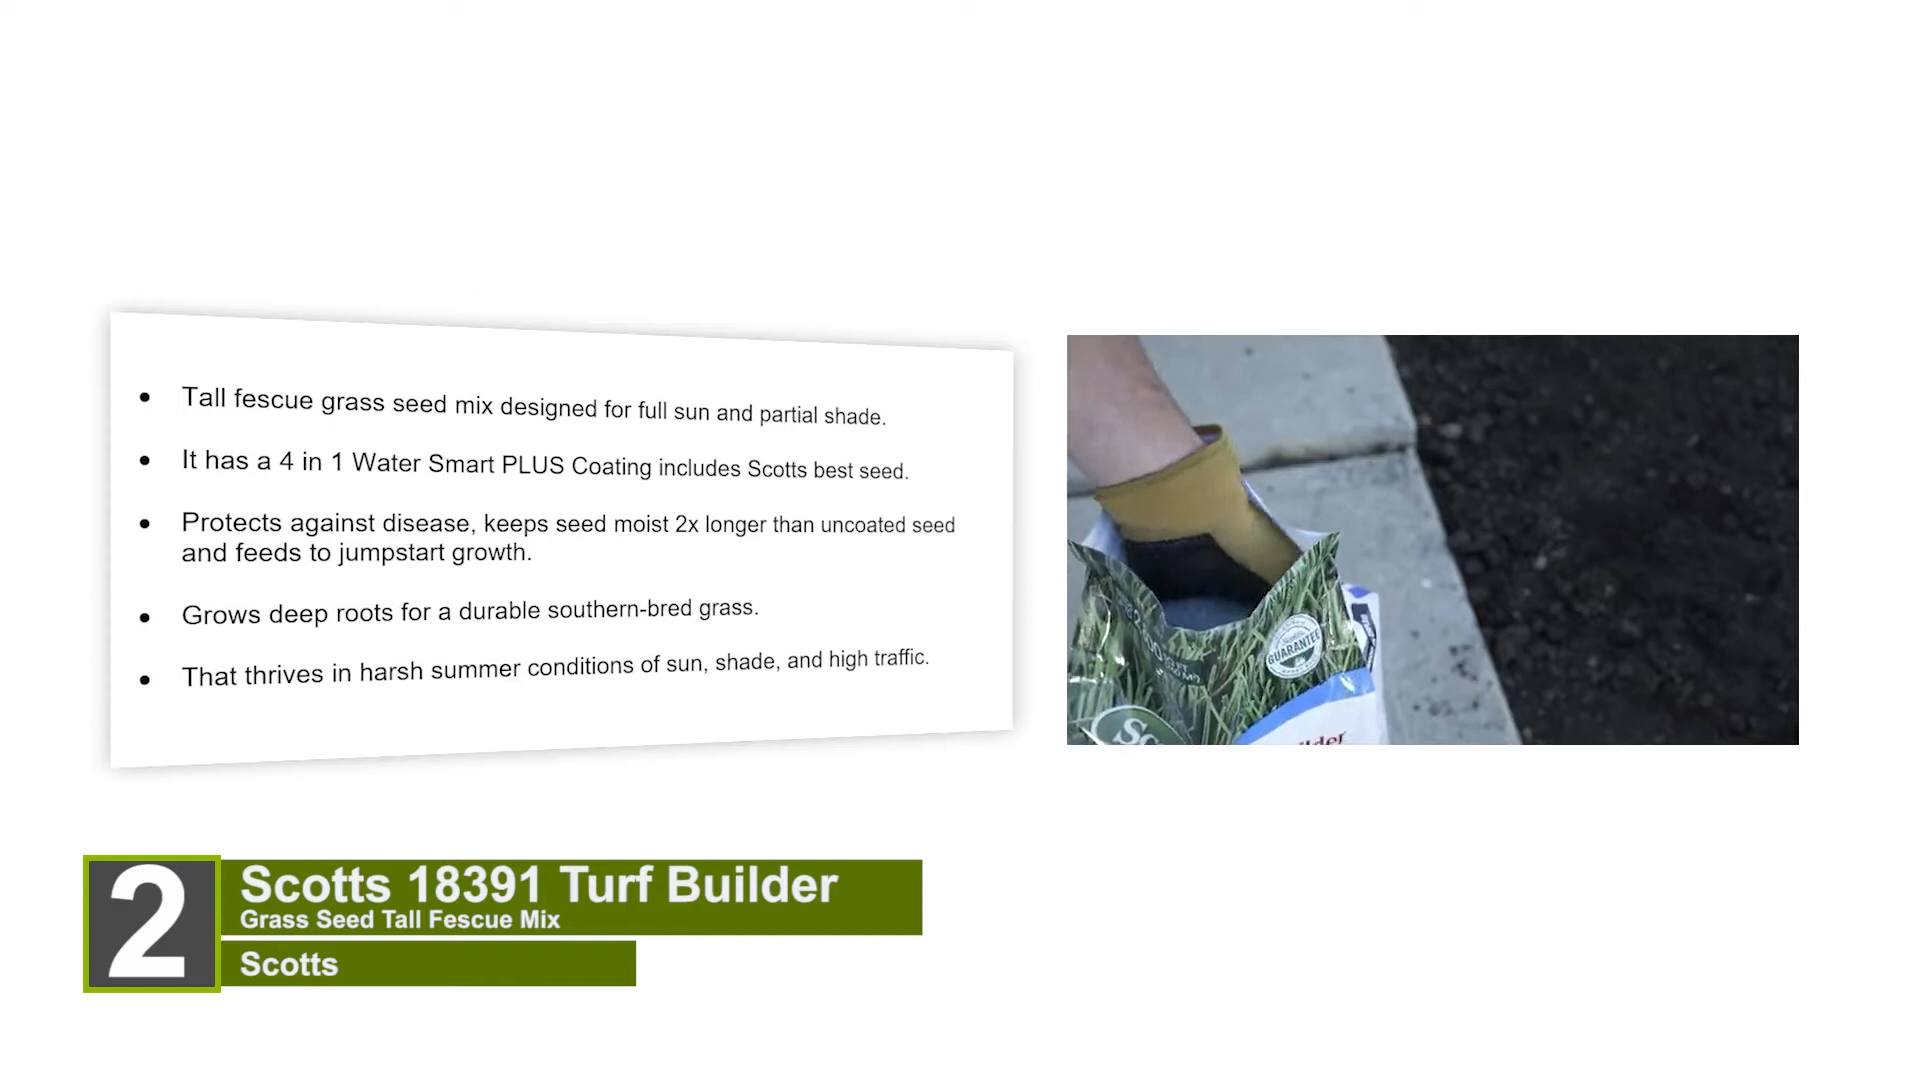 Tall fescue grass seed mix designed for full sun and partial shade.
It has a 4 in 1 Water Smart PLUS Coating includes Scotts best seed.
Protects against disease, keeps seed moist 2x longer than uncoated seed
and feeds to jumpstart growth.
Grows deep roots for a durable southern-bred grass.
That thrives in harsh summer conditions of sun, shade, and high traffic.
GUARANTEE
Sc
ilder
2
Scotts 18391 Turf Builder
Grass Seed Tall Fescue Mix
Scotts